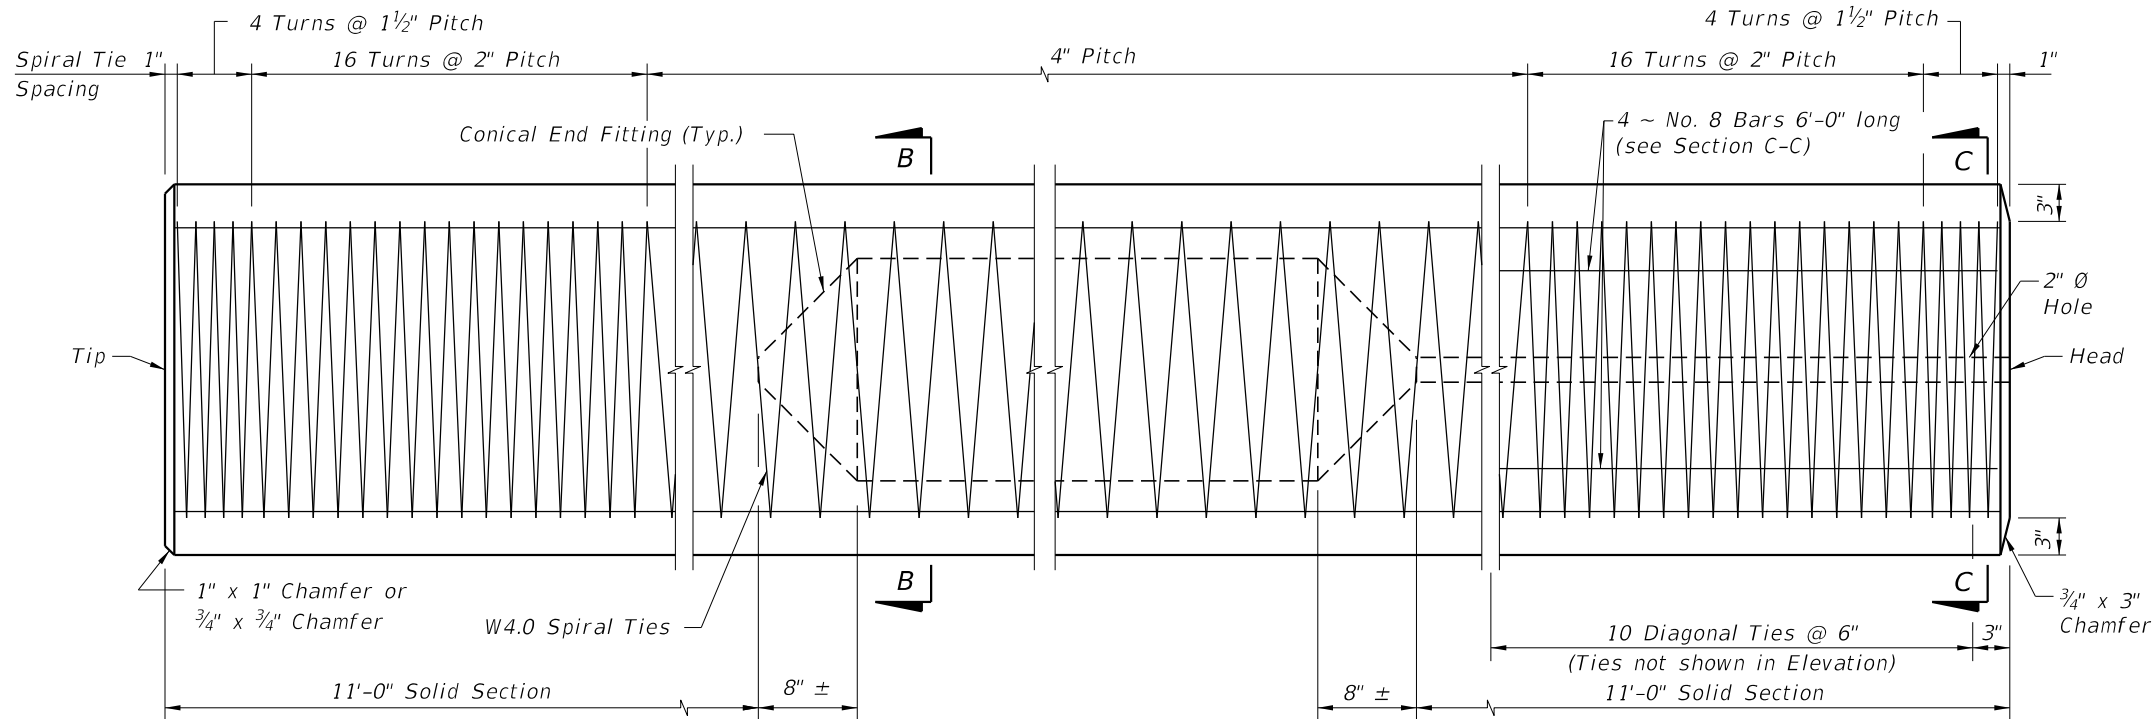 4 Turns @ 1½" Pitch
4 Turns @ 1½" Pitch
Spiral Tie 1"
Spacing
16 Turns @ 2" Pitch
4" Pitch
16 Turns @ 2" Pitch
1"
Conical End Fitting (Typ.)
B
4 ~ No. 8 Bars 6'-0" long
(see Section C-C)
C
3"
2" Ø
Hole
Tip
Head
3"
1" x 1" Chamfer or
¾" x ¾" Chamfer
W4.0 Spiral Ties
B
C
¾" x 3"
Chamfer
10 Diagonal Ties @ 6"
3"
(Ties not shown in Elevation)
11'-0" Solid Section
8" ±
8" ±
11'-0" Solid Section